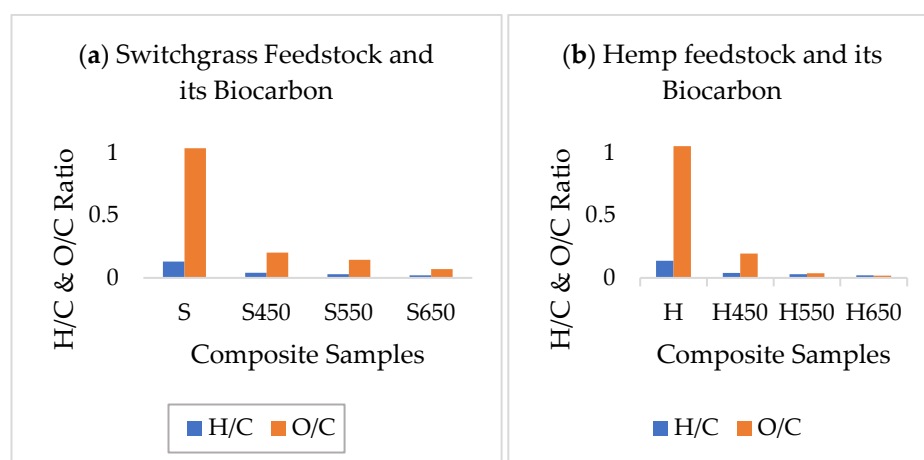 (a) Switchgrass Feedstock and
its Biocarbon
H/C & O/C Ratio
1
0.5
0
S S450 S550 S650
Composite Samples
H/C O/C
(b) Hemp feedstock and its
Biocarbon
H/C & O/C Ratio
1
0.5
0
H H450 H550 H650
Composite Samples
H/C O/C